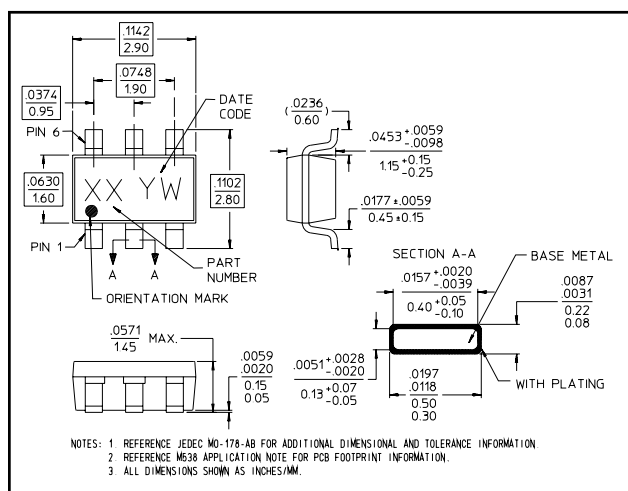 .1142
2.90
.0748
1.90
.0374
0.95
DATE
CODE
PIN 6
.0630
1.60
XX YW
.1102
2.80
PIN 1
A A
PART
NUMBER
ORIENTATION MARK
(.0236
0.60)
.0453 +.0059
-.0098
1.15 +0.15
-0.25
.0177 ±.0059
0.45 ±0.15
SECTION A-A
BASE METAL
.0157 +.0020
-.0039
0.40 +0.05
-0.10
.0087
.0031
0.22
0.08
.0571
1.45 MAX.
.0059
.0020
0.15
0.05
.0051 +.0028
-.0020
0.13 +0.07
-0.05
.0197
.0118
0.50
0.30
WITH PLATING
NOTES: 1. REFERENCE JEDEC MO-178-AB FOR ADDITIONAL DIMENSIONAL AND TOLERANCE INFORMATION.
2. REFERENCE M538 APPLICATION NOTE FOR PCB FOOTPRINT INFORMATION.
3. ALL DIMENSIONS SHOWN AS INCHES/MM.